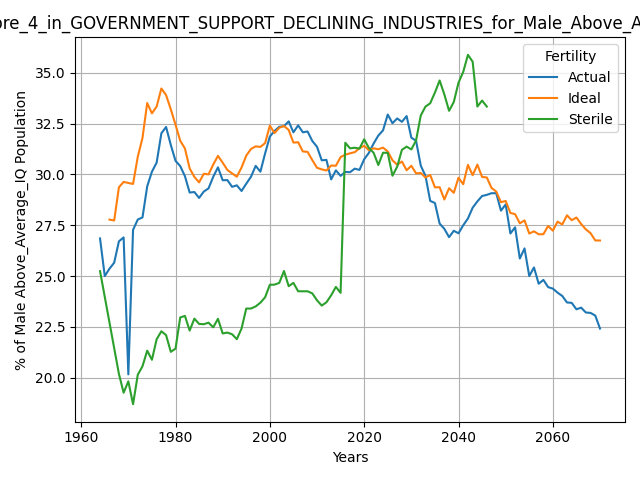 ore_4_in_GOVERNMENT_SUPPORT_DECLINING_INDUSTRIES_for_Male_Above_A
Fertility
Actual
Ideal
Sterile
% of Male Above_Average_IQ Population
35.0
32.5
30.0
27.5
25.0
22.5
20.0
1960
1980
2000
2020
2040
2060
Years